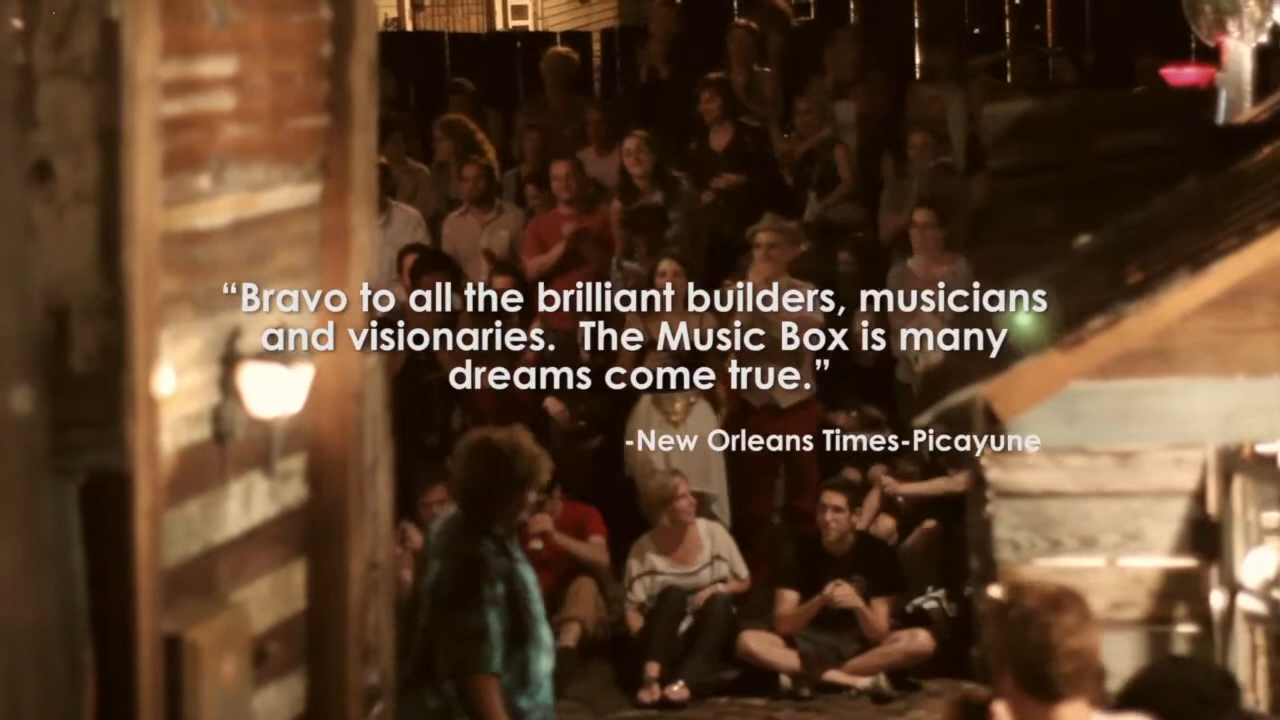 “Bravo to all the brilliant builders, musicians
and visionaries.  The Music Box is many
dreams come true.”
-New Orleans Times-Picayune